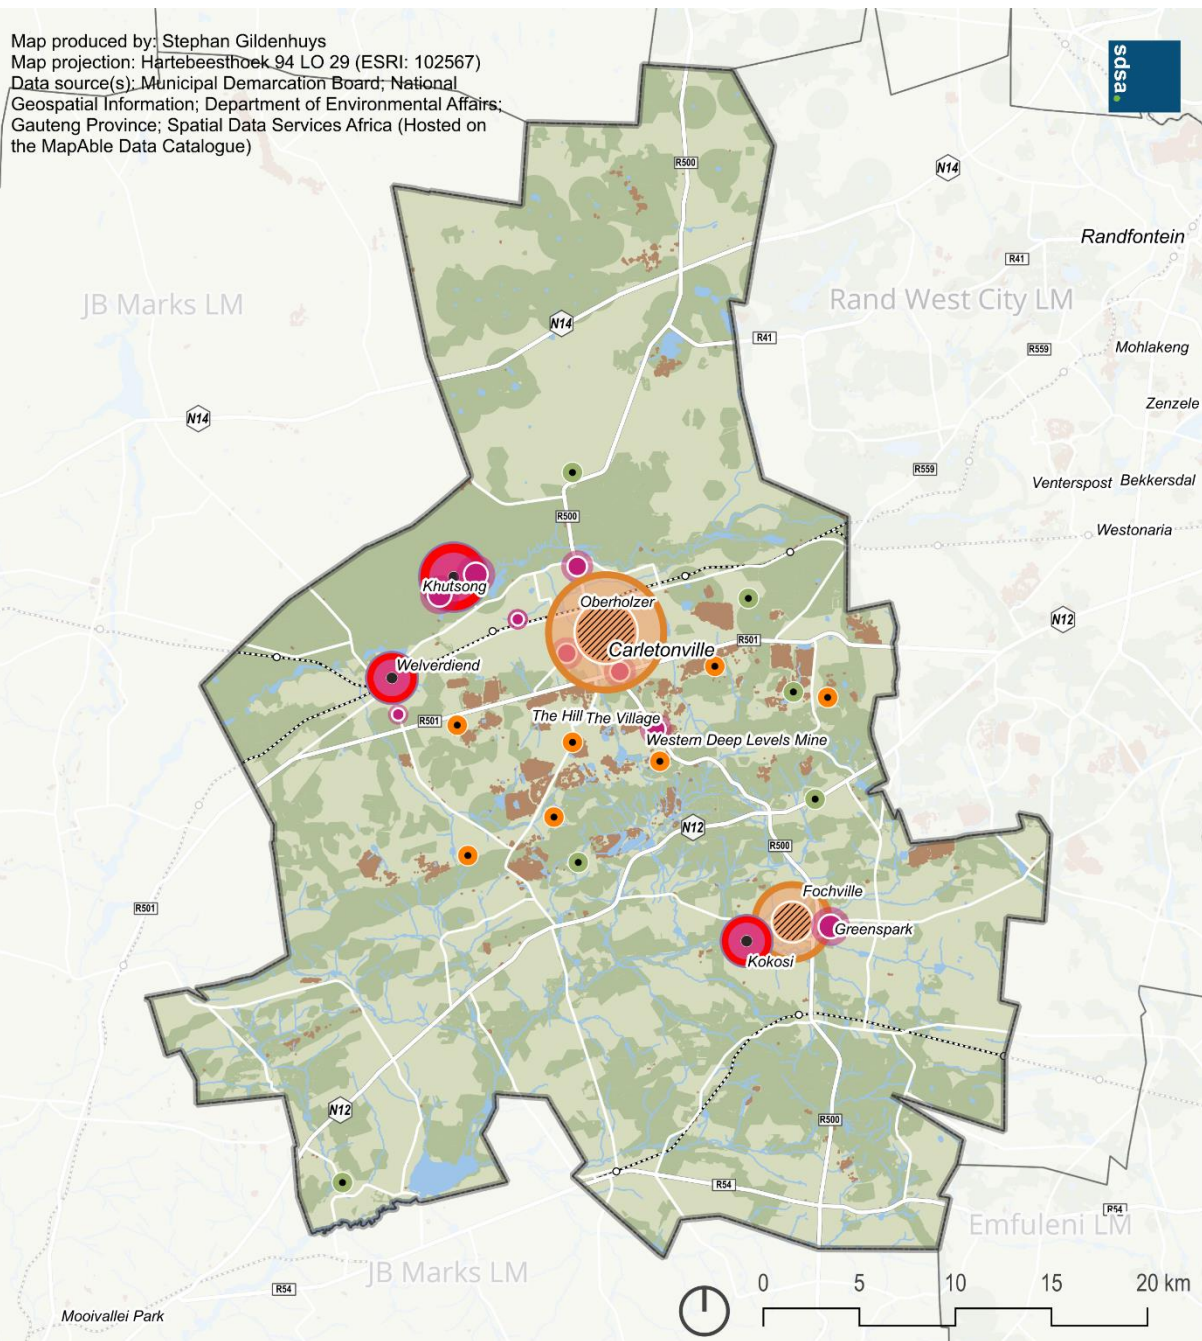 Map produced by: Stephan Gildenhuys
Map projection: Hartebeesthoek 94 LO 29 (ESRI: 102567)
Data source(s): Municipal Demarcation Board; National
Geospatial Information; Department of Environmental Affairs;
Gauteng Province; Spatial Data Services Africa (Hosted on
the MapAble Data Catalogue)
sdsa.
R500
N14
Randfontein
R41
JB Marks LM
Rand West City LM
N14
R41
R559
Mohlakeng
Zenzele
N14
R559
Venterspost
Bekkersdal
R500
Westonaria
Khutsong
Oberholzer
N12
R501
Carletonville
Welverdiend
R501
The Hill
The Village
Western Deep Levels Mine
N12
R500
Fochville
R501
Greenspark
Kokosi
N12
R500
R54
R54
Emfuleni LM
JB Marks LM
R54
Mooivallei Park
0 5 10 15 20 km